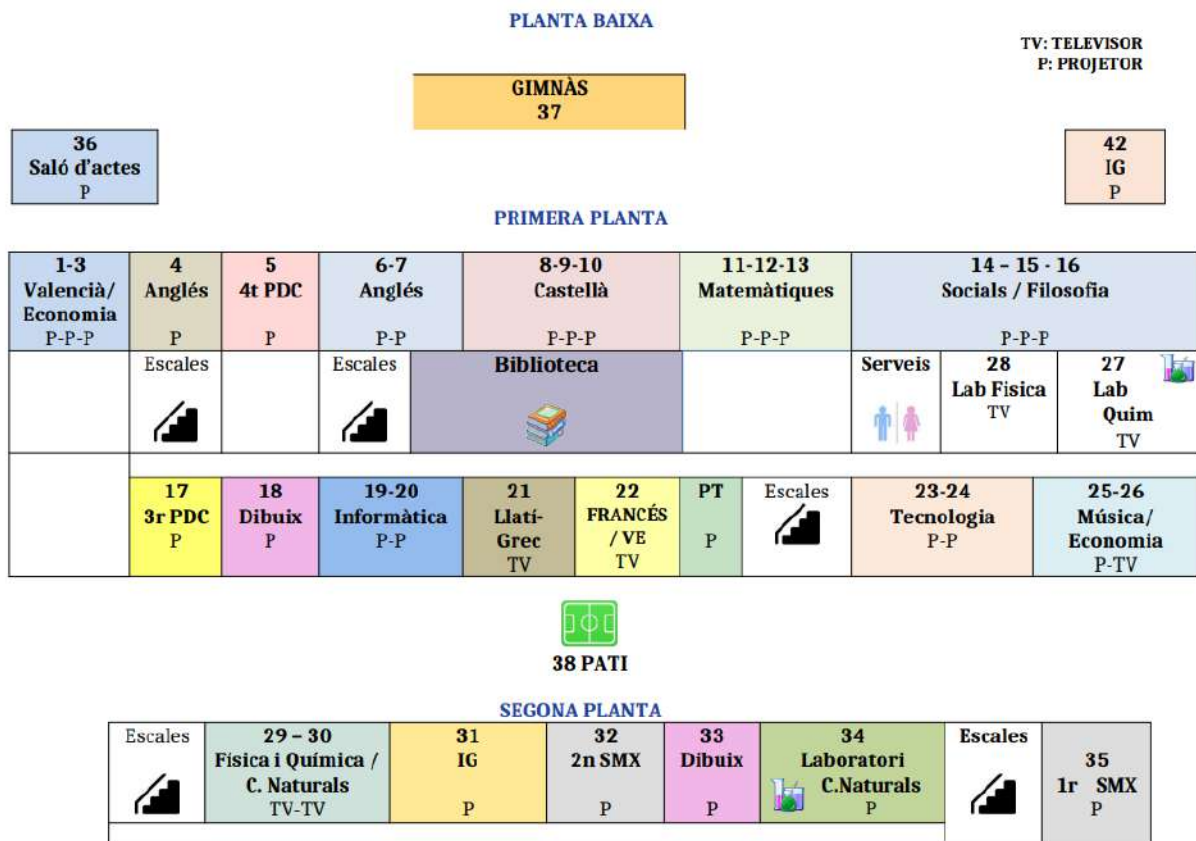 PLANTA BAIXA
TV: TELEVISOR
P: PROJETOR
GIMNÀS
37
36
Saló d'actes
P
42
IG
P
PRIMERA PLANTA
1-3
Valencià/
Economia
P-P-P
4
Anglés
P
5
4t PDC
P
6-7
Anglés
P-P
8-9-10
Castellà
P-P-P
11-12-13
Matemàtiques
P-P-P
14 – 15 - 16
Socials / Filosofia
P-P-P
Escales
Escales
Biblioteca
Serveis
28
Lab Fisica
TV
27
Lab
Quim
TV
17
3r PDC
P
18
Dibuix
P
19-20
Informàtica
P-P
21
Llatí-
Grec
TV
22
FRANCÉS
/ VE
TV
PT
P
Escales
23-24
Tecnologia
P-P
25-26
Música/
Economia
P-TV
38 PATI
SEGONA PLANTA
Escales
29 – 30
Física i Química /
C. Naturals
TV-TV
31
IG
P
32
2n SMX
P
33
Dibuix
P
34
Laboratori
C.Naturals
P
Escales
35
1r SMX
P